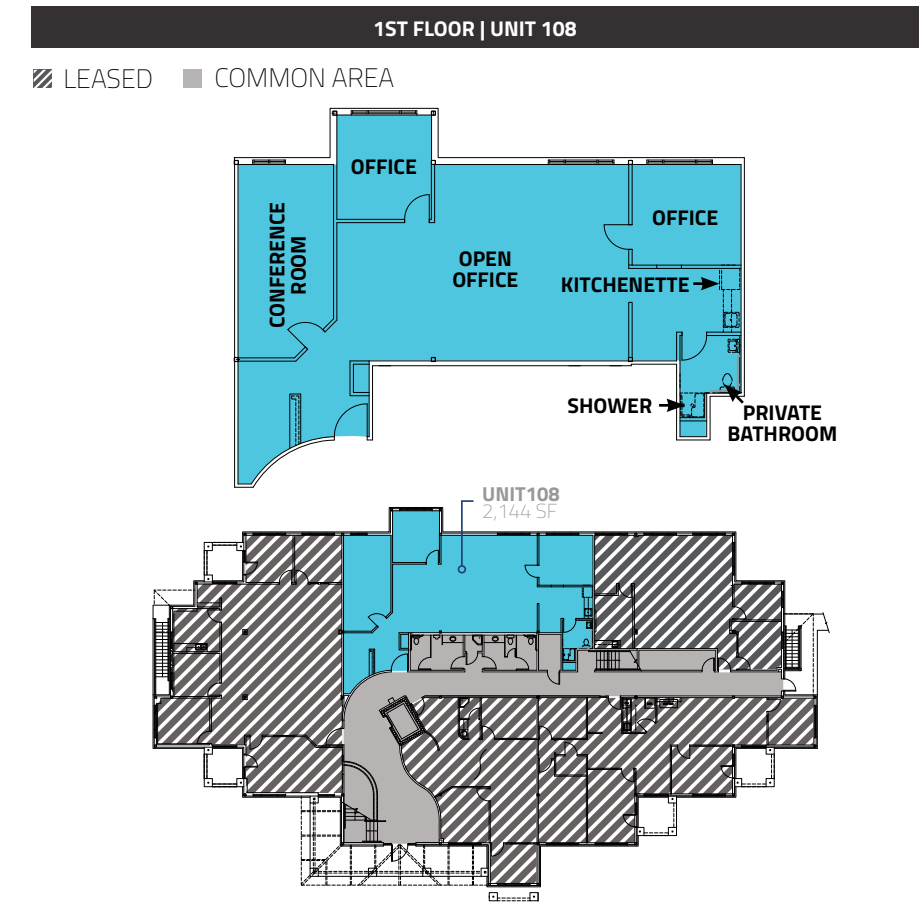 1ST FLOOR | UNIT 108
LEASED
COMMON AREA
OFFICE
CONFERENCE
ROOM
OFFICE
OPEN
OFFICE
KITCHENETTE
SHOWER
PRIVATE
BATHROOM
UNIT108
2,144 SF